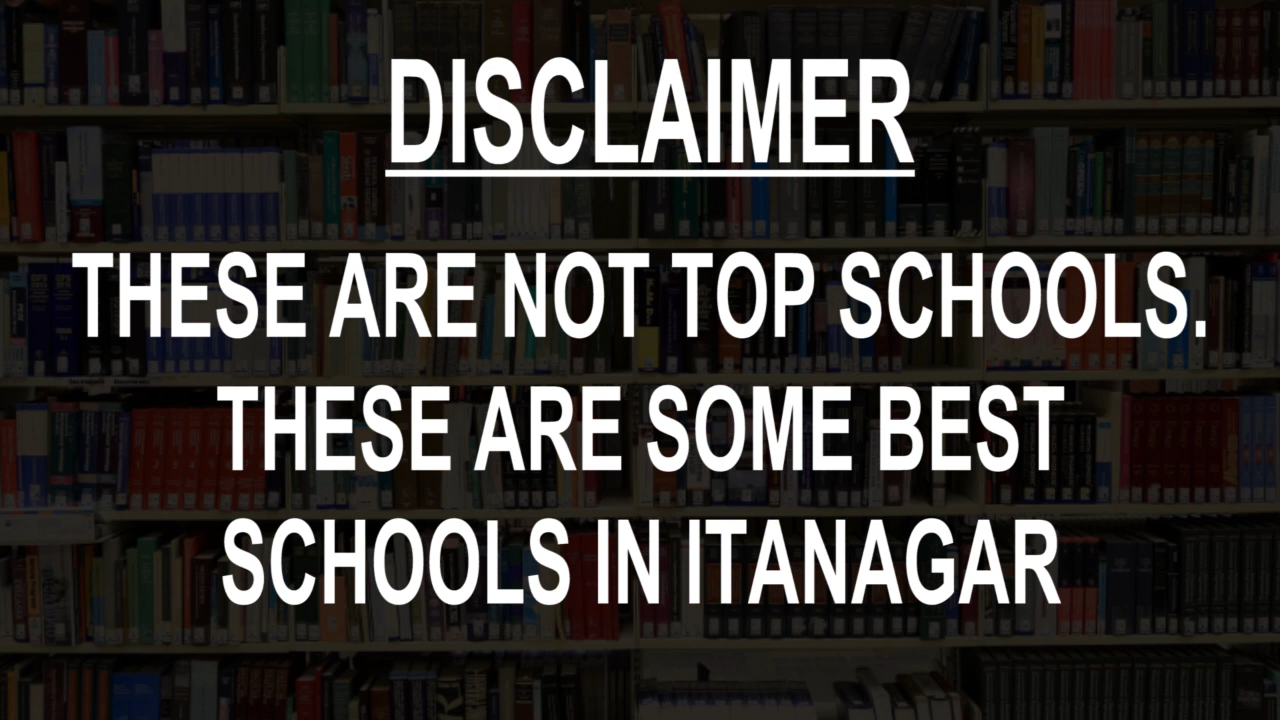 DISCLAIMER
THESE ARE NOT TOP SCHOOLS.
THESE ARE SOME BEST
SCHOOLS IN ITANAGAR